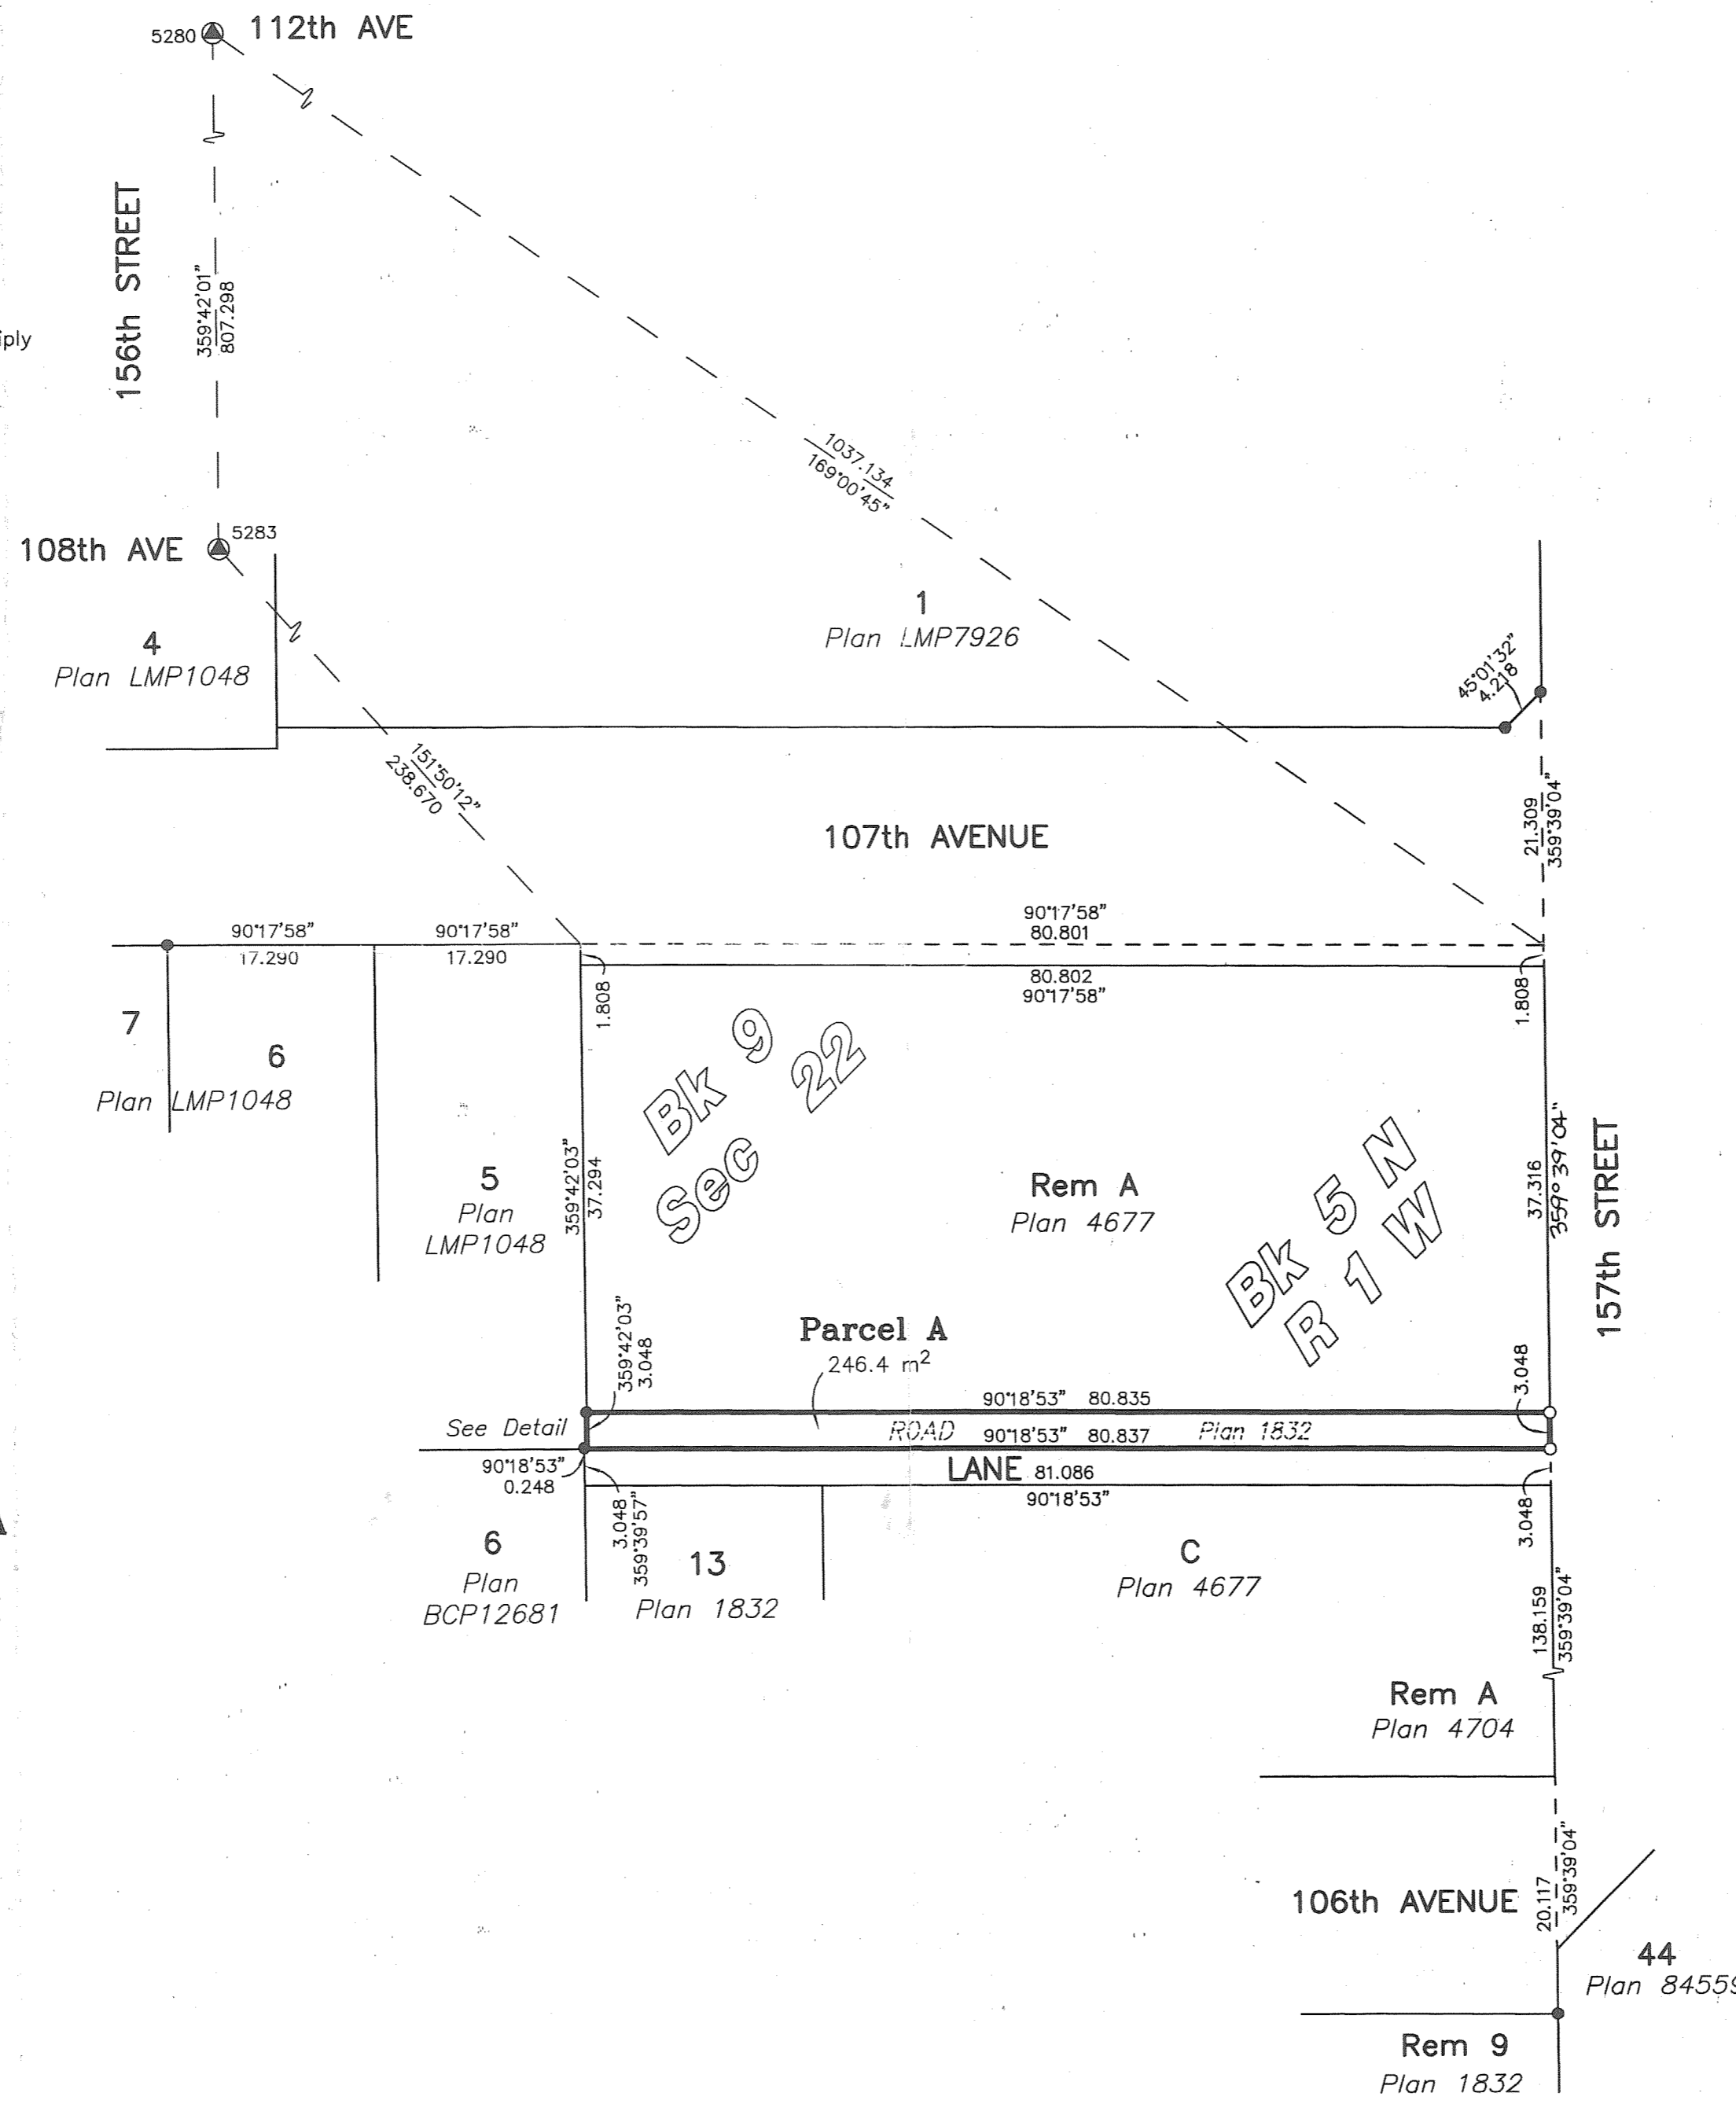 5280
112th AVE
156th STREET
359°42'01"
807.298
iply
1037.134
169°00'45"
5283
108th AVE
1
Plan LMP7926
4
Plan LMP1048
45°01'32"
4.218
151°50'12"
238.670
21.309
359°39'04"
107th AVENUE
90°17'58"
17.290
90°17'58"
17.290
90°17'58"
80.801
80.802
90°17'58"
1.808
1.808
7
6
Plan LMP1048
Bk 9
Sec 22
5
Plan
LMP1048
359°42'03"
37.294
Rem A
Plan 4677
Bk 5 N
R 1 W
37.316
359°39'04"
157th STREET
Parcel A
246.4 m²
359°42'03"
3.048
3.048
90°18'53" 80.835
See Detail
ROAD 90°18'53" 80.837 Plan 1832
90°18'53"
0.248
LANE 81.086
90°18'53"
3.048
359°39'57"
3.048
6
Plan
BCP12681
13
Plan 1832
C
Plan 4677
138.159
359°39'04"
Rem A
Plan 4704
106th AVENUE
20.117
359°39'04"
44
Plan 84559
Rem 9
Plan 1832